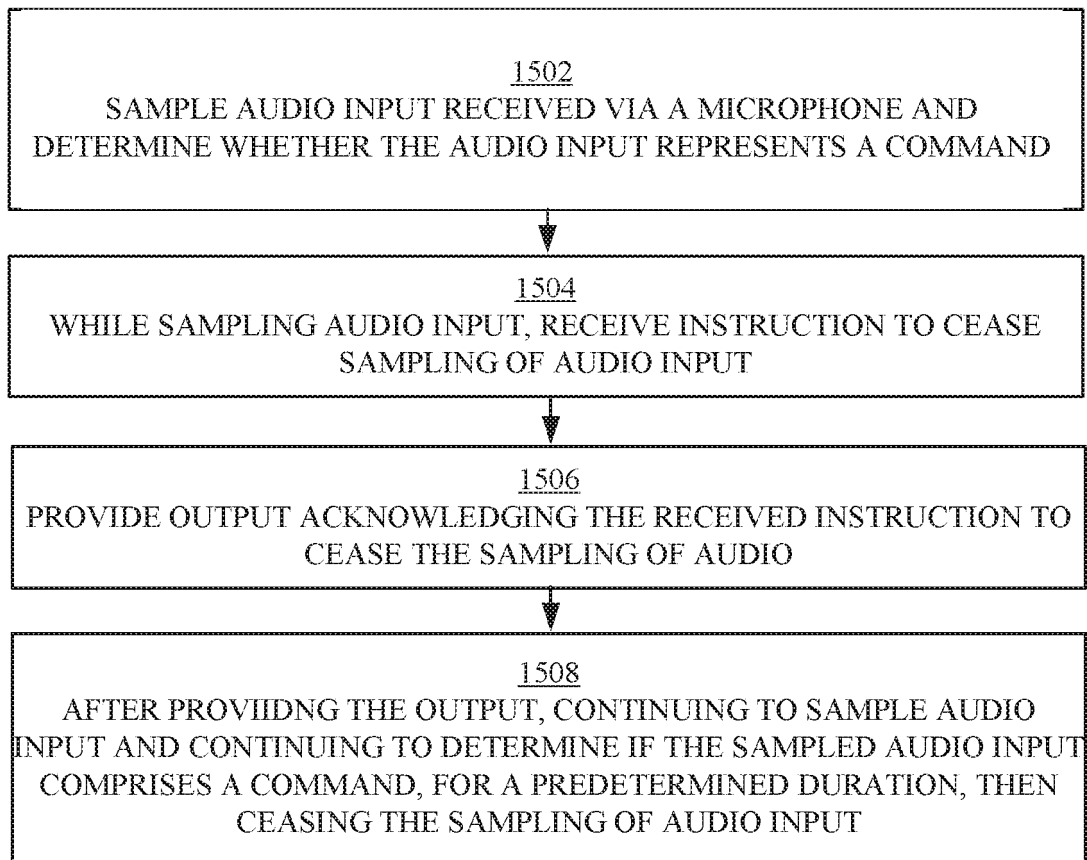 1502
SAMPLE AUDIO INPUT RECEIVED VIA A MICROPHONE AND
DETERMINE WHETHER THE AUDIO INPUT REPRESENTS A COMMAND
1504
WHILE SAMPLING AUDIO INPUT, RECEIVE INSTRUCTION TO CEASE
SAMPLING OF AUDIO INPUT
1506
PROVIDE OUTPUT ACKNOWLEDGING THE RECEIVED INSTRUCTION TO
CEASE THE SAMPLING OF AUDIO
1508
AFTER PROVIIDNG THE OUTPUT, CONTINUING TO SAMPLE AUDIO
INPUT AND CONTINUING TO DETERMINE IF THE SAMPLED AUDIO INPUT
COMPRISES A COMMAND, FOR A PREDETERMINED DURATION, THEN
CEASING THE SAMPLING OF AUDIO INPUT